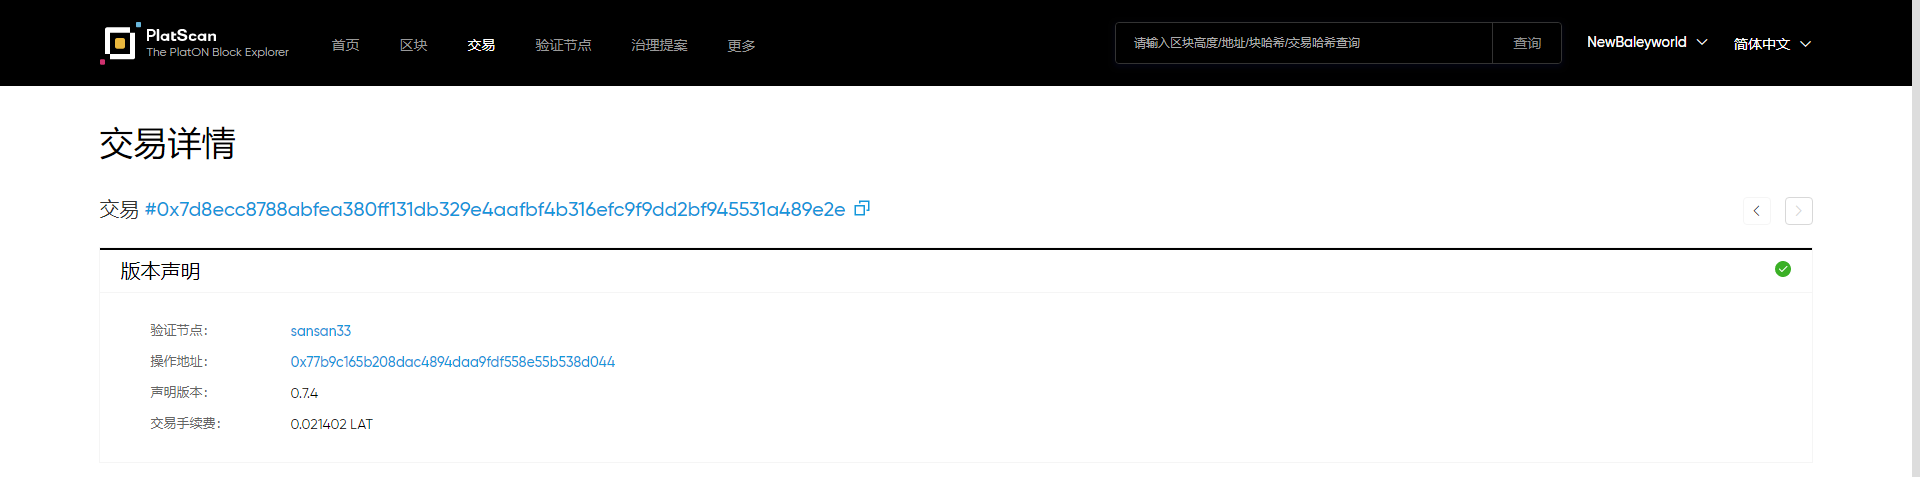 PlatScan
The PlatON Block Explorer
首页 区块 交易 验证节点 治理提案 更多
请输入区块高度/地址/块哈希/交易哈希查询 查询
NewBaleyworld 简体中文
交易详情
交易 #0x7d8ecc8788abfea380ff131db329e4aafbf4b316efc9f9dd2bf945531a489e2e
版本声明
验证节点: sansan33
操作地址: 0x77b9c165b208dac4894daa9fdf558e55b538d044
声明版本: 0.7.4
交易手续费: 0.021402 LAT